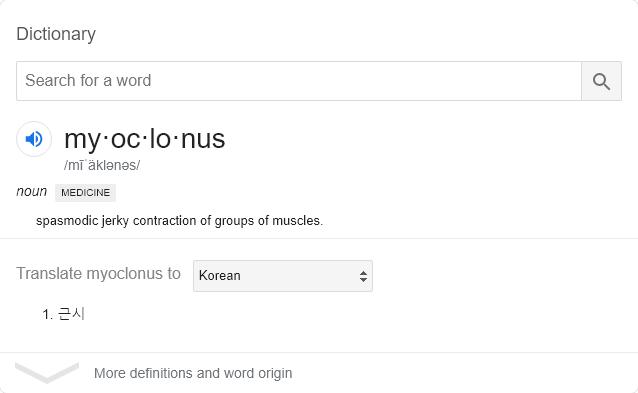 Dictionary
Search for a word
my·oc·lo·nus
/mīˈäklənəs/
noun MEDICINE
spasmodic jerky contraction of groups of muscles.
Translate myoclonus to Korean
1. 근시
More definitions and word origin